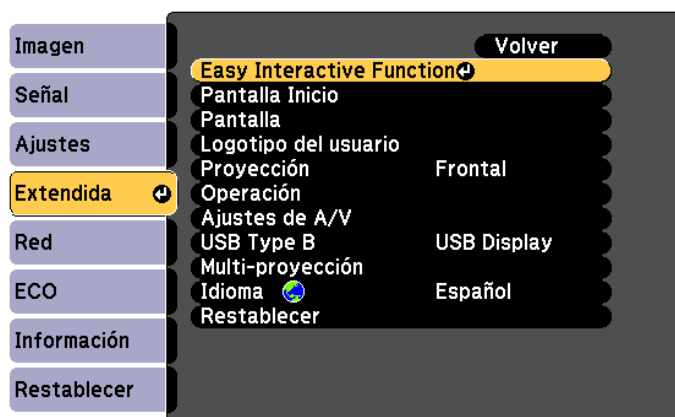 Imagen
Señal
Ajustes
Extendida
Red
ECO
Información
Restablecer
Volver
Easy Interactive Function
Pantalla Inicio
Pantalla
Logotipo del usuario
Proyección Frontal
Operación
Ajustes de A/V
USB Type B USB Display
Multi-proyección
Idioma Español
Restablecer